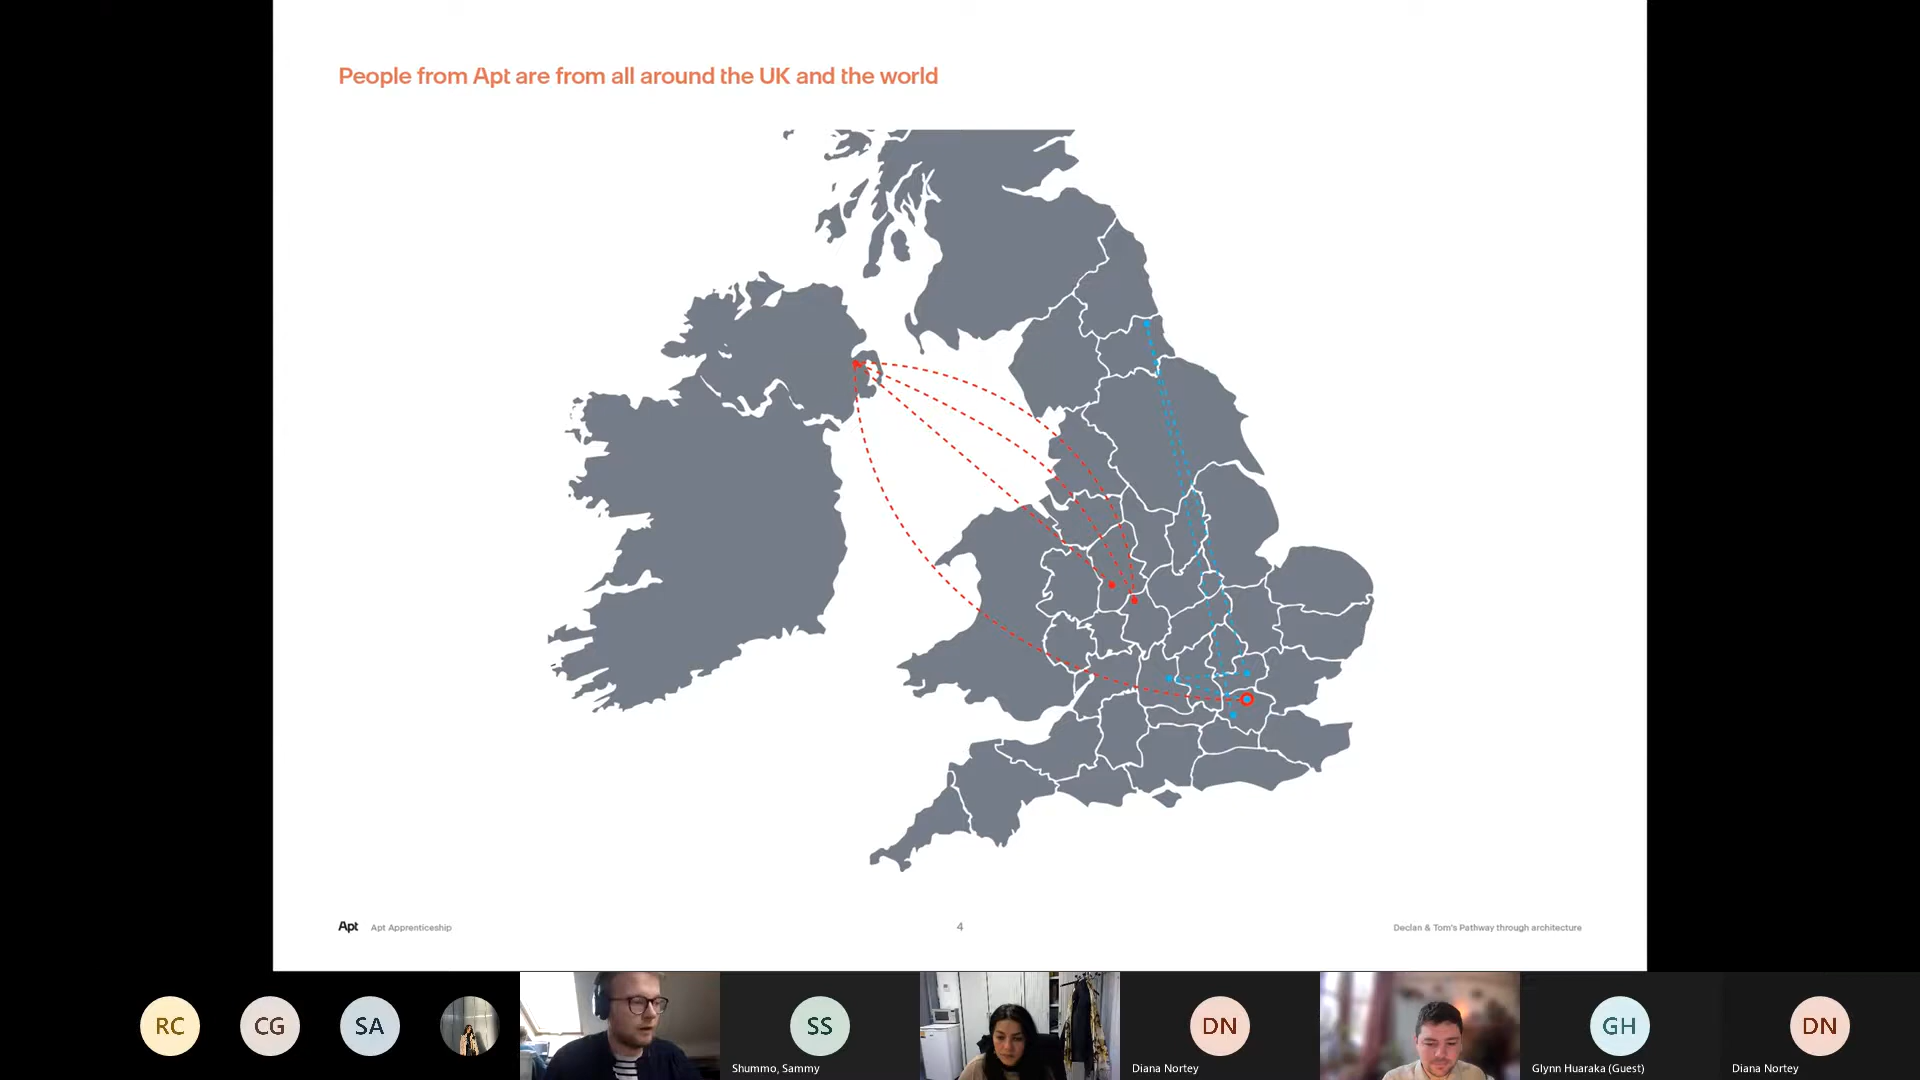 People from Apt are from all around the UK and the world
Apt Apt Apprenticeship
4
Declan & Tom's Pathway through architecture
RC
CG
SA
SS
Shummo, Sammy
DN
Diana Nortey
GH
Glynn Huaraka (Guest)
DN
Diana Nortey